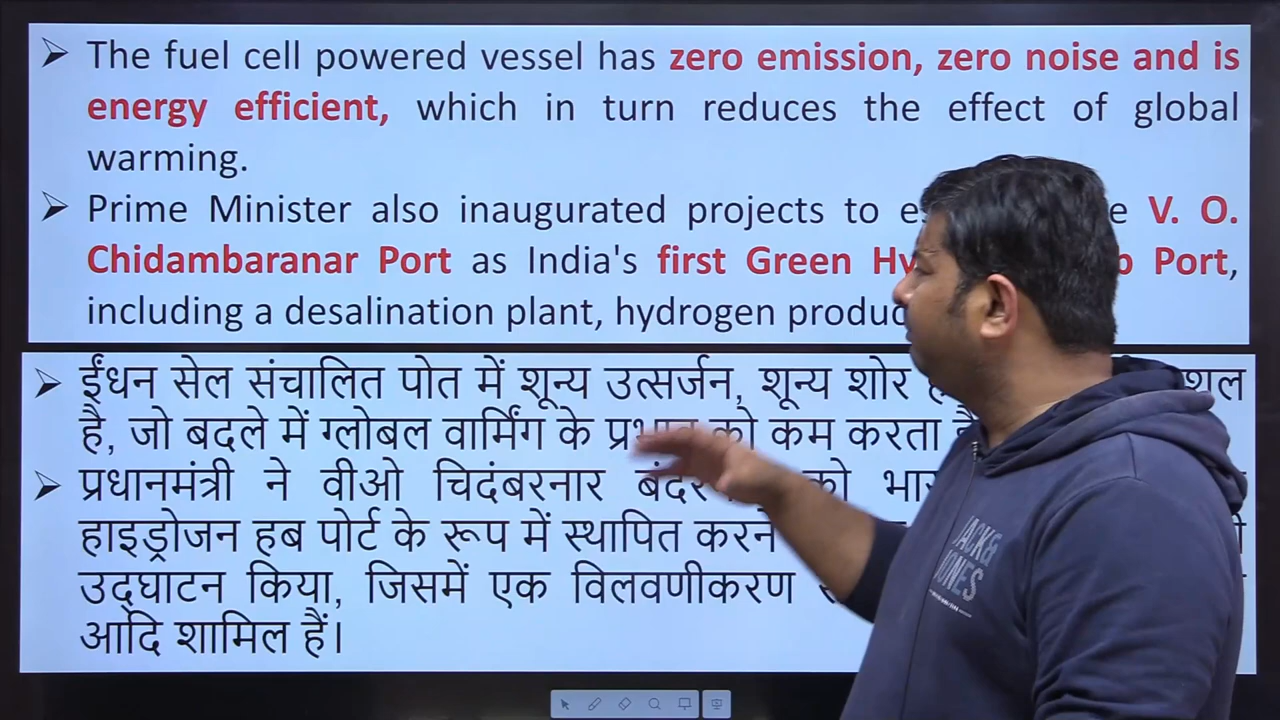 The fuel cell powered vessel has zero emission, zero noise and is
energy efficient, which in turn reduces the effect of global
warming.
Prime Minister also inaugurated projects to V. O.
Chidambaranar Port as India's first Green Port,
including a desalination plant, hydrogen
ईंधन सेल संचालित पोत में शून्य उत्सर्जन, शून्य शोर
है, जो बदले में ग्लोबल वार्मिंग के प्रभाव को कम करता
प्रधानमंत्री ने वीओ चिदंबरनार को
हाइड्रोजन हब पोर्ट के रूप में स्थापित करने
उद्घाटन किया, जिसमें एक विलवणीकरण
आदि शामिल हैं।
JACK&
JONES